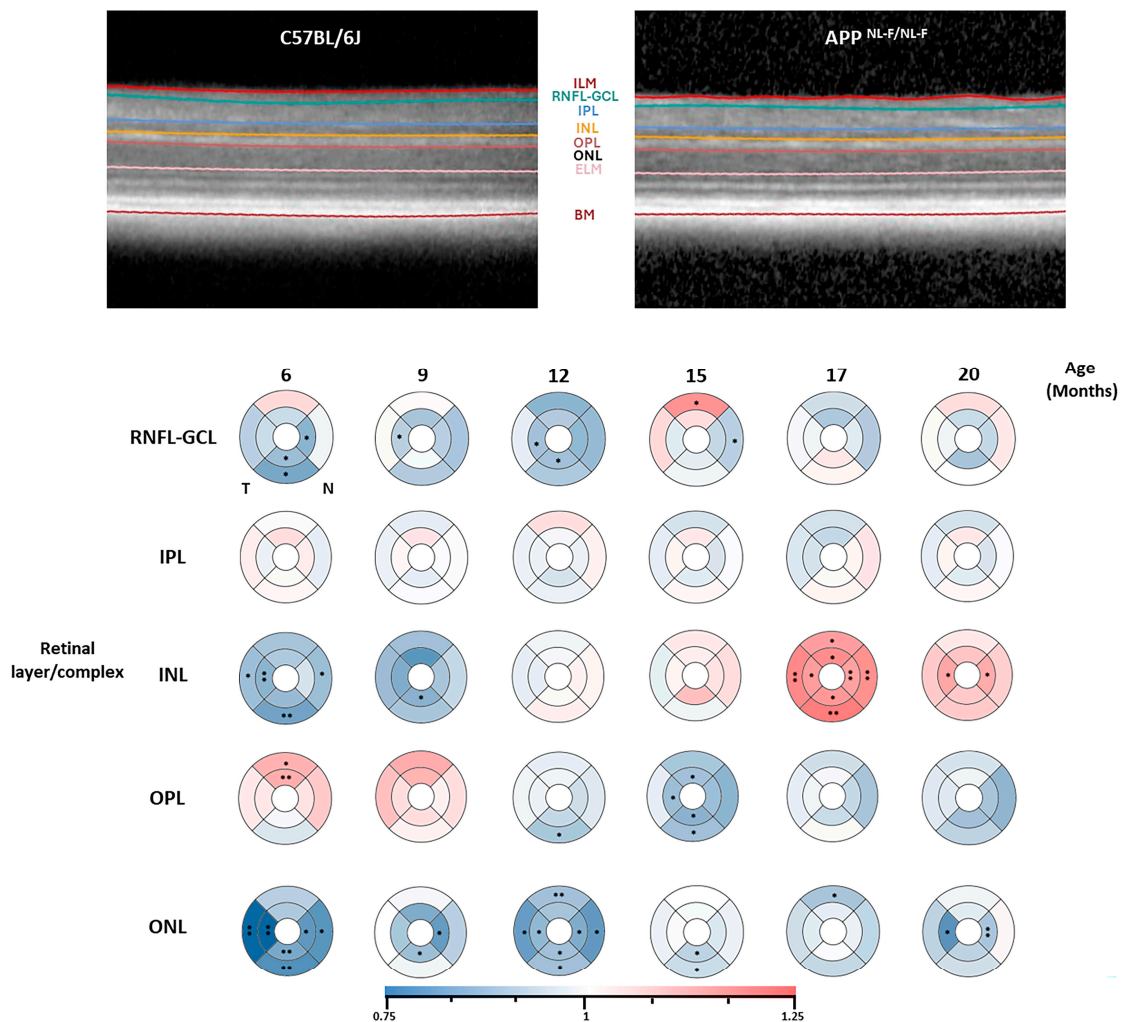 C57BL/6J
APP NL-F/NL-F
ILM
RNFL-GCL
IPL
INL
OPL
ONL
ELM
BM
6 9 12 15 17 20
Age
(Months)
RNFL-GCL
T N
IPL
Retinal
layer/complex
INL
OPL
ONL
0.75 1 1.25